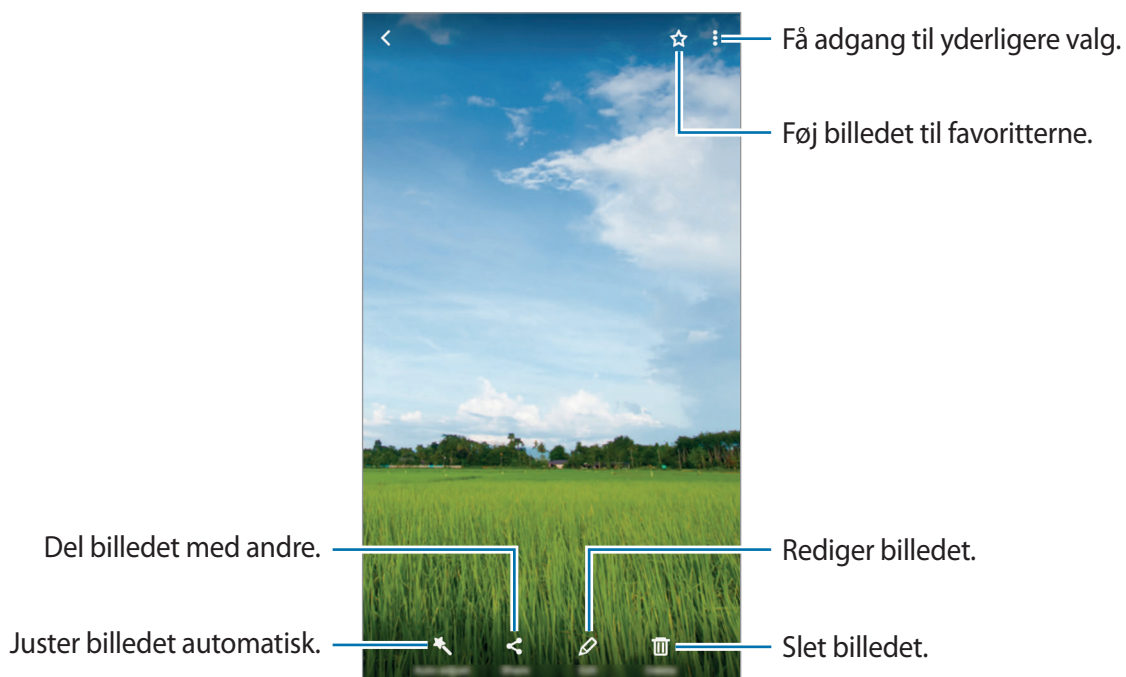 Få adgang til yderligere valg.
Føj billedet til favoritterne.
Del billedet med andre.
Rediger billedet.
Juster billedet automatisk.
Slet billedet.